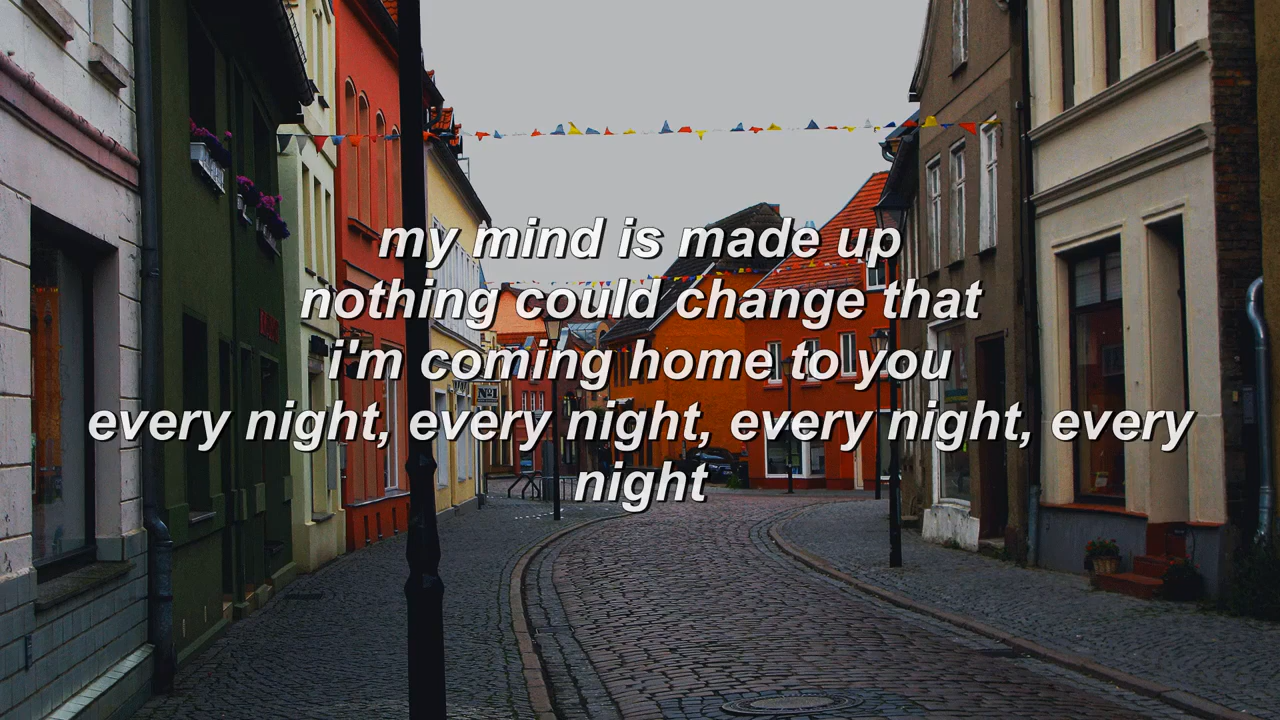 my mind is made up
nothing could change that
i'm coming home to you
every night, every night, every night, every
night
No1